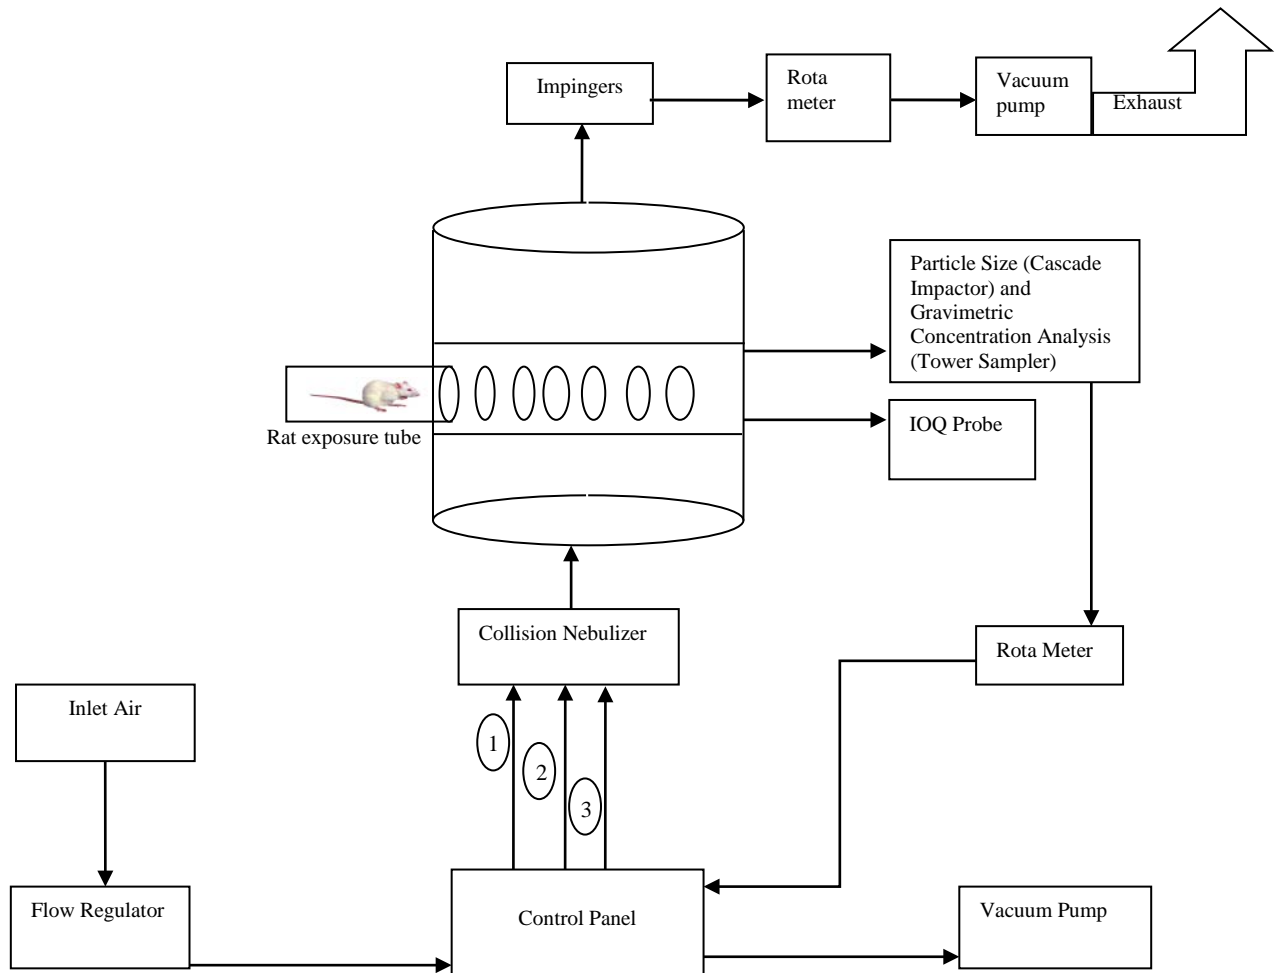 Impingers
Rota
meter
Vacuum
pump
Exhaust
Particle Size (Cascade
Impactor) and
Gravimetric
Concentration Analysis
(Tower Sampler)
Rat exposure tube
IOQ Probe
Collision Nebulizer
Rota Meter
Inlet Air
1
2
3
Flow Regulator
Control Panel
Vacuum Pump